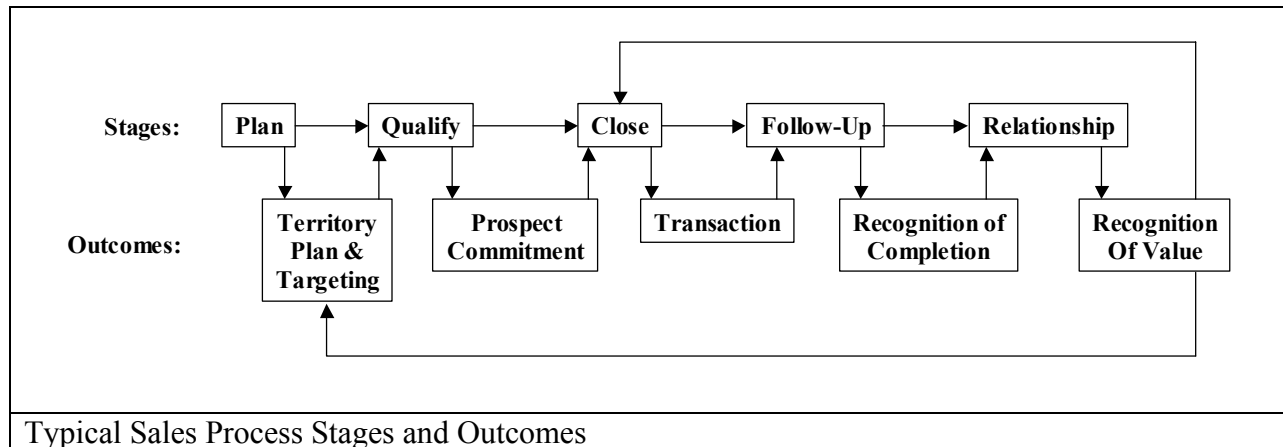 Stages:
Plan
Qualify
Close
Follow-Up
Relationship
Outcomes:
Territory
Plan &
Targeting
Prospect
Commitment
Transaction
Recognition of
Completion
Recognition
Of Value
Typical Sales Process Stages and Outcomes